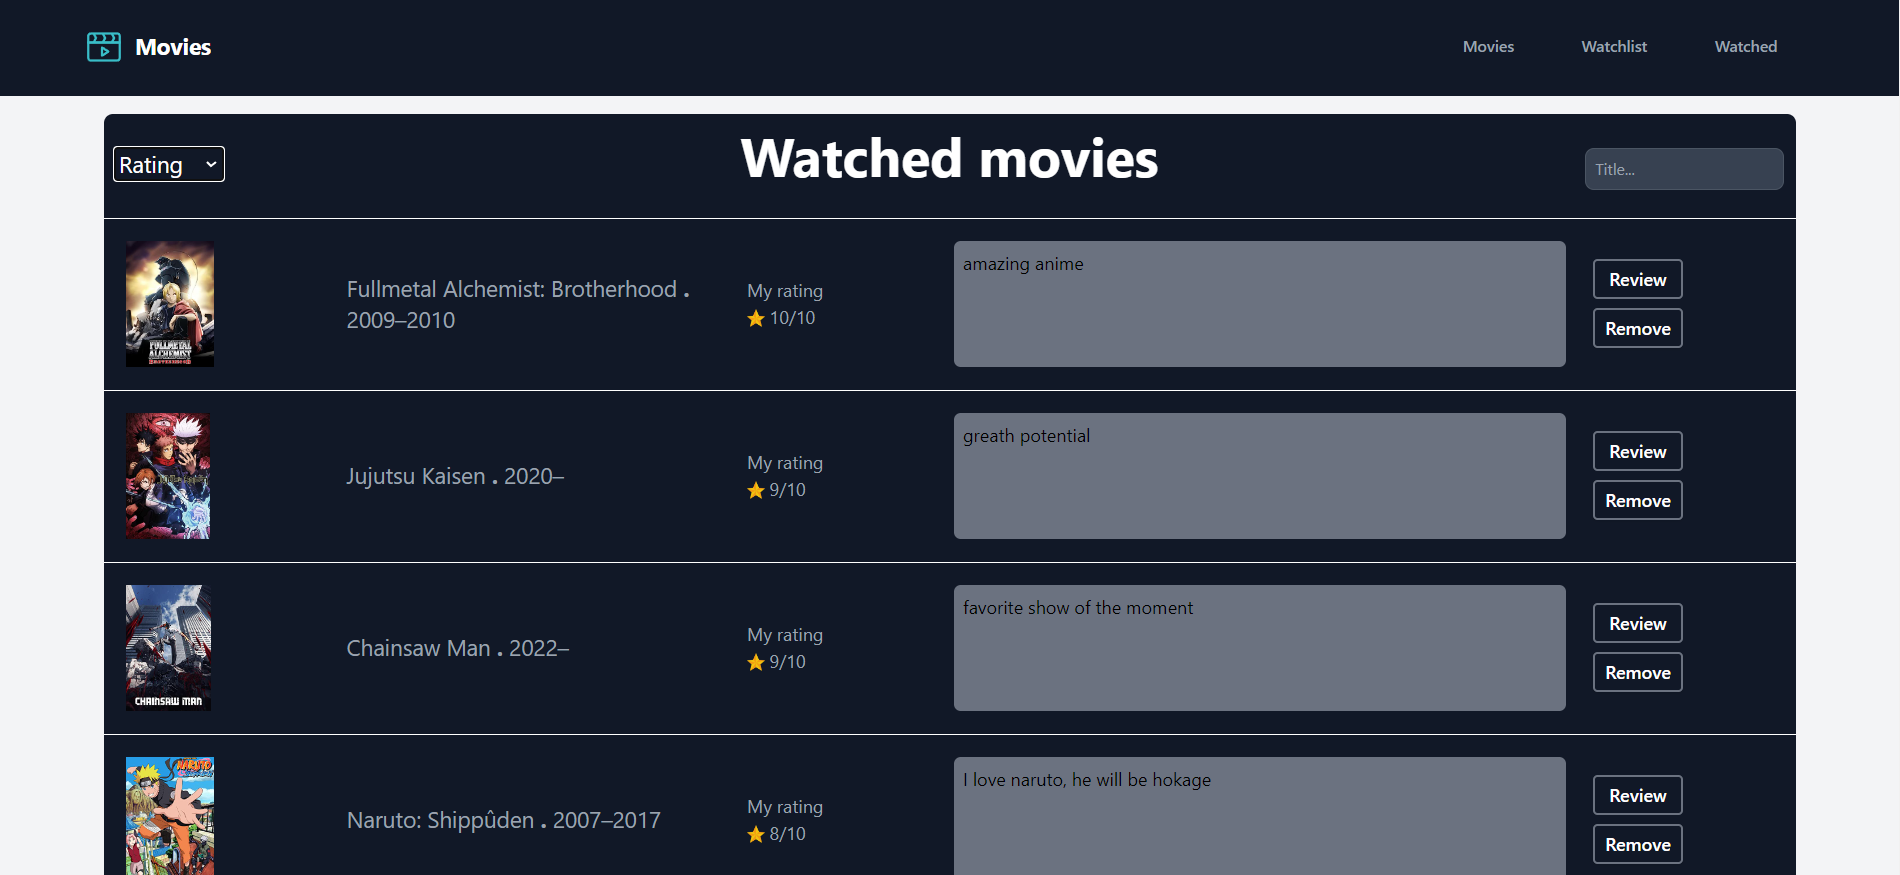 Movies
Movies
Watchlist
Watched
Rating
Watched movies
Title...
FULLMETAL
ALCHEMIST
BROTHERHOOD
Fullmetal Alchemist: Brotherhood .
2009–2010
My rating
10/10
amazing anime
Review
Remove
Jujutsu Kaisen . 2020–
My rating
9/10
greath potential
Review
Remove
CHAINSAW MAN
Chainsaw Man . 2022–
My rating
9/10
favorite show of the moment
Review
Remove
NARUTO
Naruto: Shippûden . 2007–2017
My rating
8/10
I love naruto, he will be hokage
Review
Remove